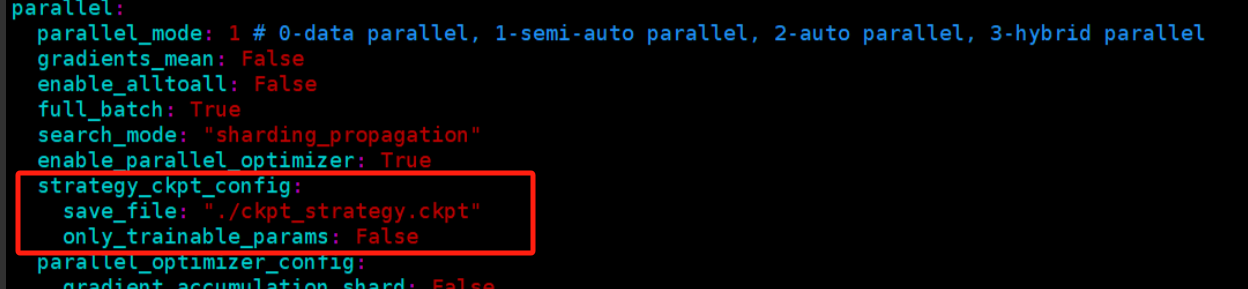 parallel:
parallel_mode: 1 # 0-data parallel, 1-semi-auto parallel, 2-auto parallel, 3-hybrid parallel
gradients_mean: False
enable_alltoall: False
full_batch: True
search_mode: "sharding_propagation"
enable_parallel_optimizer: True
strategy_ckpt_config:
save_file: "./ckpt_strategy.ckpt"
only_trainable_params: False
parallel_optimizer_config:
gradient_accumulation_shard: False